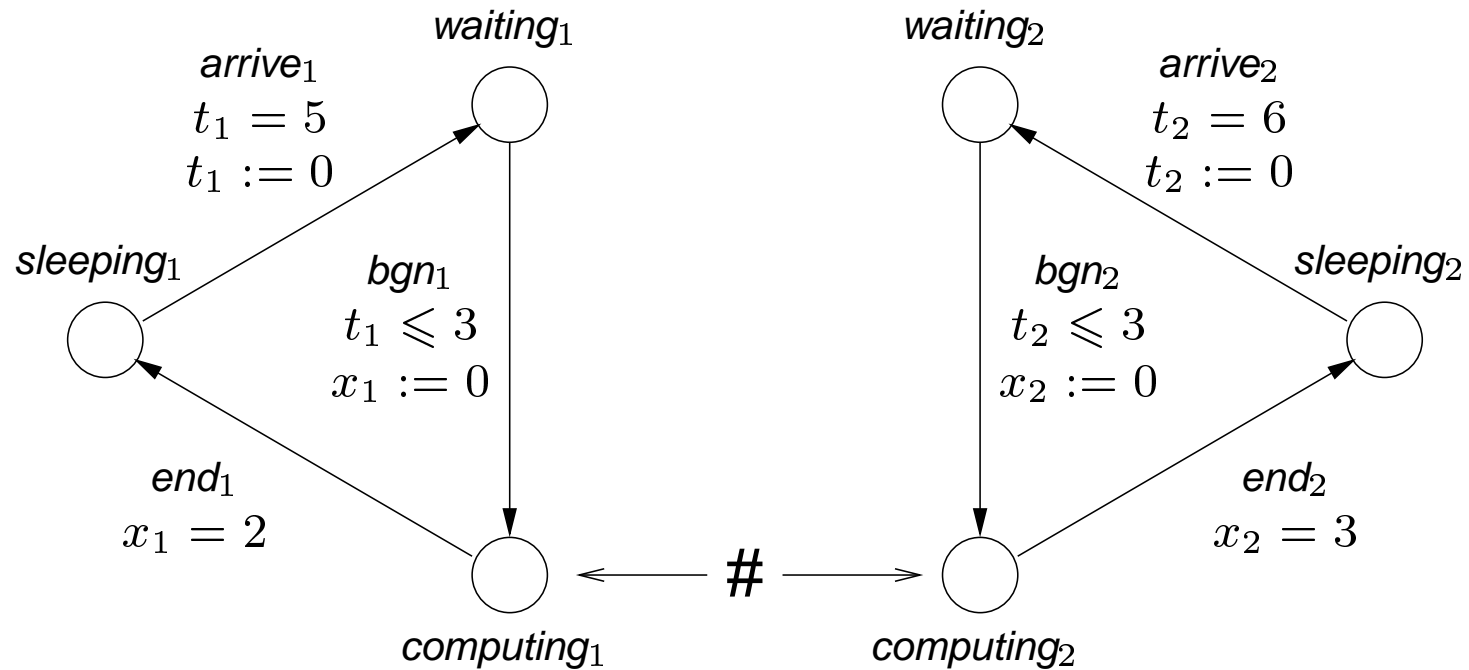 waiting₁
waiting₂
arrive₁
t₁ = 5
t₁ := 0
arrive₂
t₂ = 6
t₂ := 0
sleeping₁
bgn₁
t₁ ⩽ 3
x₁ := 0
bgn₂
t₂ ⩽ 3
x₂ := 0
sleeping₂
end₁
x₁ = 2
end₂
x₂ = 3
#
computing₁
computing₂